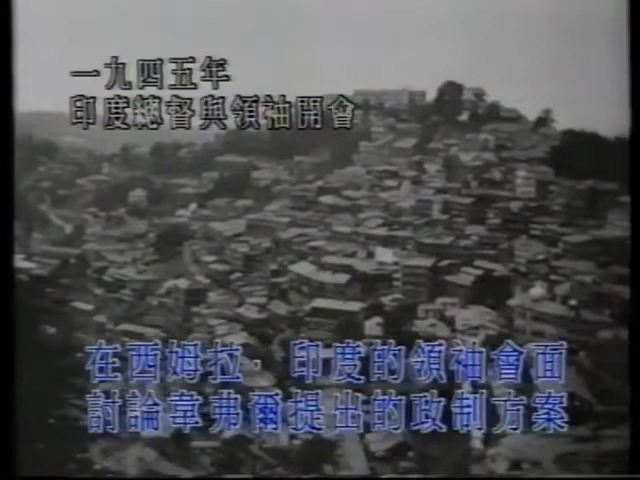 一九四五年
印度總督與領袖開會
在西姆拉，印度的領袖會面
討論韋弗爾提出的政制方案